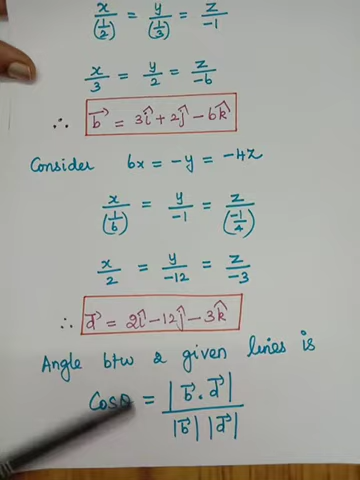 x/(1/2) = y/(1/3) = z/-1
x/3 = y/2 = z/-6
∴ b⃗ = 3î + 2ĵ - 6k̂
Consider 6x = -y = -4z
x/(1/6) = y/-1 = z/(-1/4)
x/2 = y/-12 = z/-3
∴ d⃗ = 2î - 12ĵ - 3k̂
Angle btw 2 given lines is
Cosθ = |b⃗ . d⃗| / |b⃗| |d⃗|